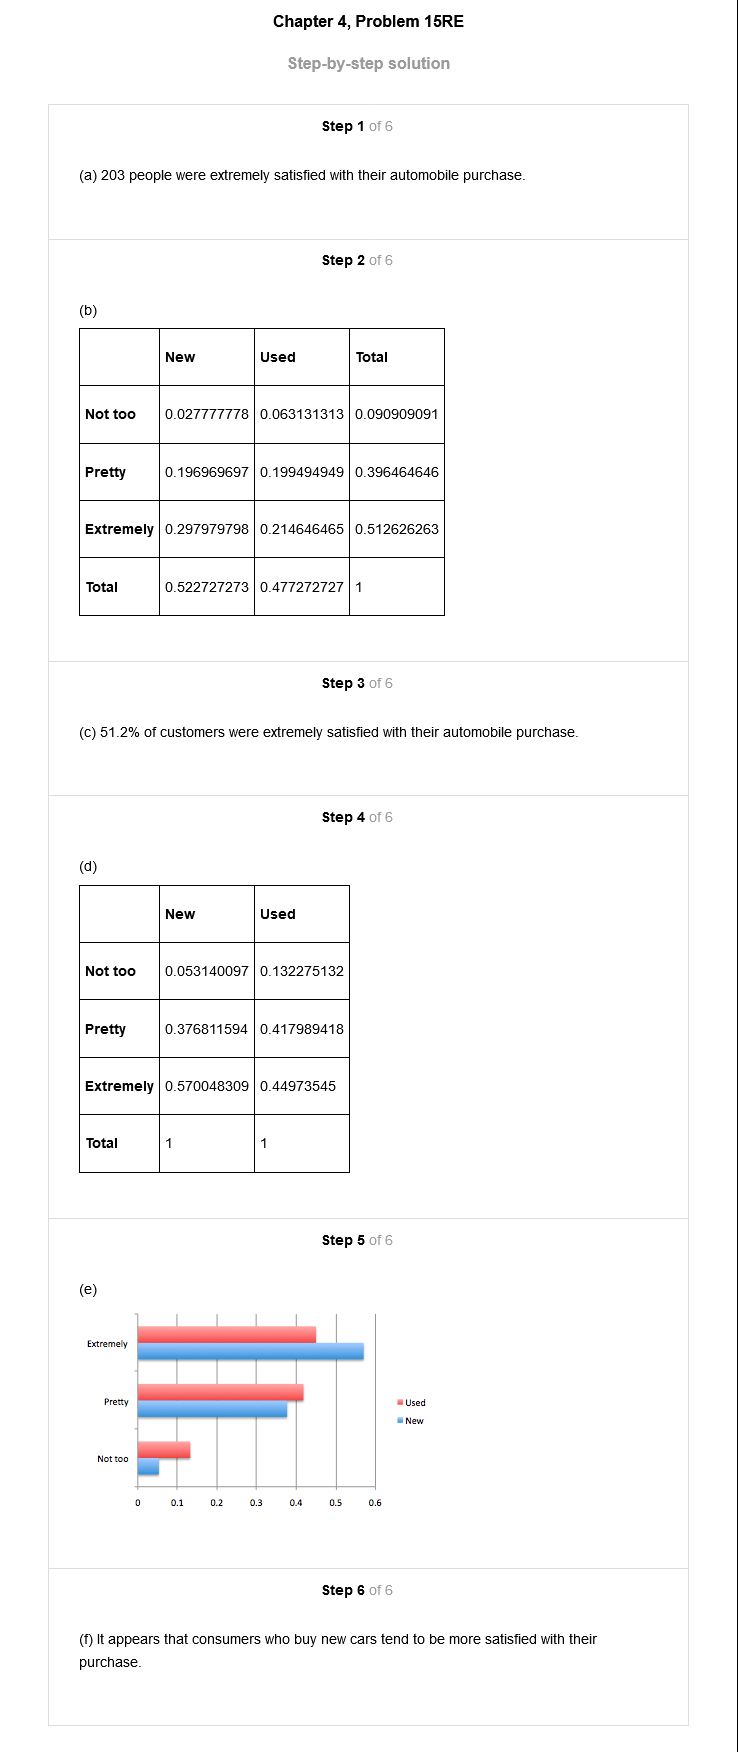 Chapter 4, Problem 15RE
Step-by-step solution
Step 1 of 6
(a) 203 people were extremely satisfied with their automobile purchase.
Step 2 of 6
(b)
New Used Total
Not too 0.027777778 0.063131313 0.090909091
Pretty 0.196969697 0.199494949 0.396464646
Extremely 0.297979798 0.214646465 0.512626263
Total 0.522727273 0.477272727 1
Step 3 of 6
(c) 51.2% of customers were extremely satisfied with their automobile purchase.
Step 4 of 6
(d)
New Used
Not too 0.053140097 0.132275132
Pretty 0.376811594 0.417989418
Extremely 0.570048309 0.44973545
Total 1 1
Step 5 of 6
(e)
Extremely
Pretty
Used
New
Not too
0 0.1 0.2 0.3 0.4 0.5 0.6
Step 6 of 6
(f) It appears that consumers who buy new cars tend to be more satisfied with their
purchase.